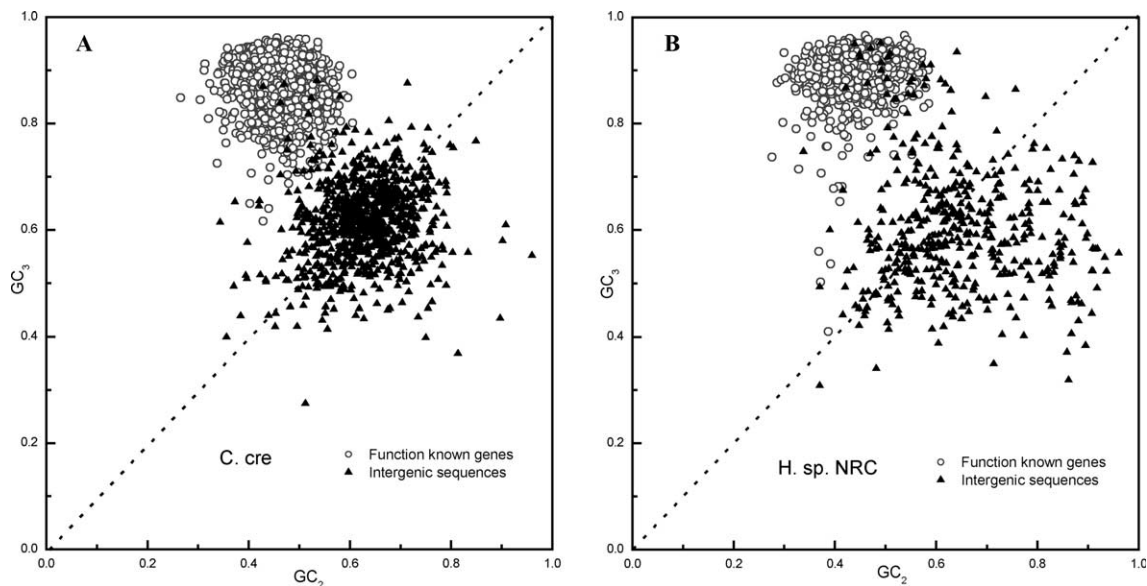 A
1.0
0.8
0.6
0.4
0.2
0.0
GC3
0.0 0.2 0.4 0.6 0.8 1.0
GC2
C. cre
Function known genes
Intergenic sequences
B
1.0
0.8
0.6
0.4
0.2
0.0
GC3
0.0 0.2 0.4 0.6 0.8 1.0
GC2
H. sp. NRC
Function known genes
Intergenic sequences